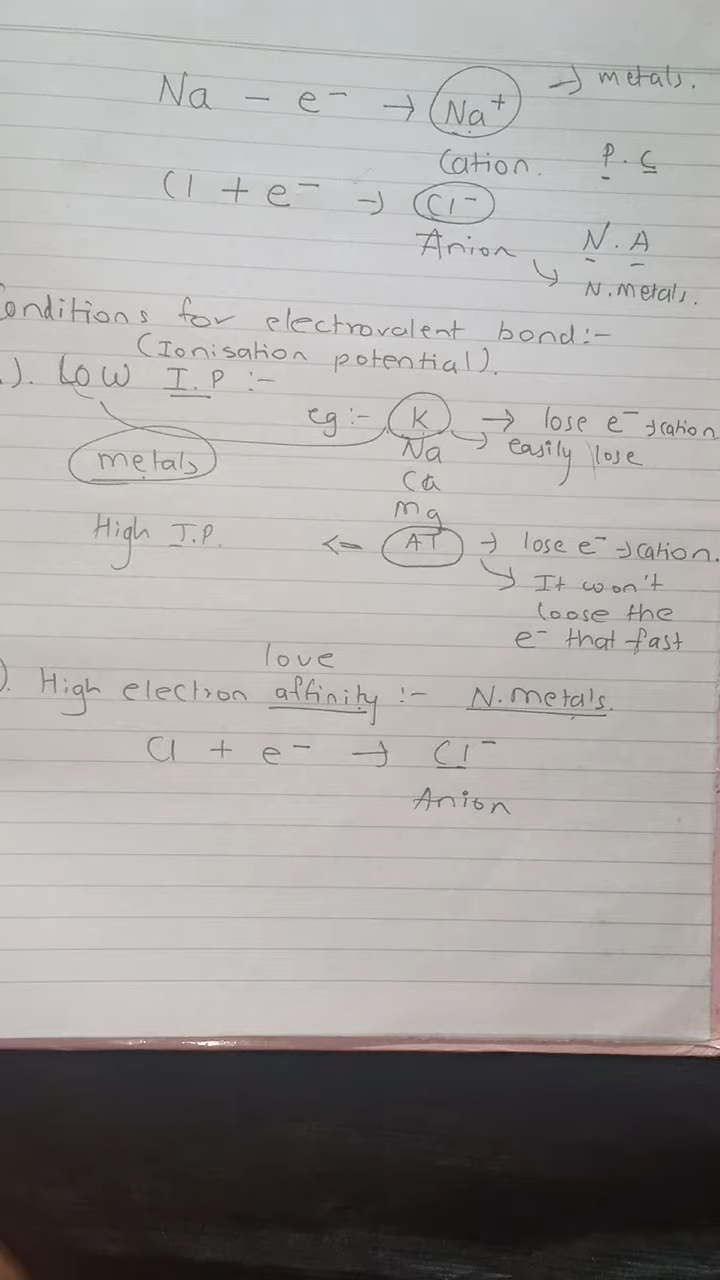 Na - e⁻ → Na⁺ → metals.
Cation. P.C
Cl + e⁻ → Cl⁻
Anion N.A
↳ N.metals.
Conditions for electrovalent bond:-
(Ionisation potential).
). Low I.P :-
eg:- K → lose e⁻ → cation
→ easily lose
Na
metals
Ca
Mg
High I.P. <= Al → lose e⁻ → cation.
↳ It won't
loose the
e⁻ that fast
love
). High electron affinity :- N.metals.
Cl + e⁻ → Cl⁻
Anion